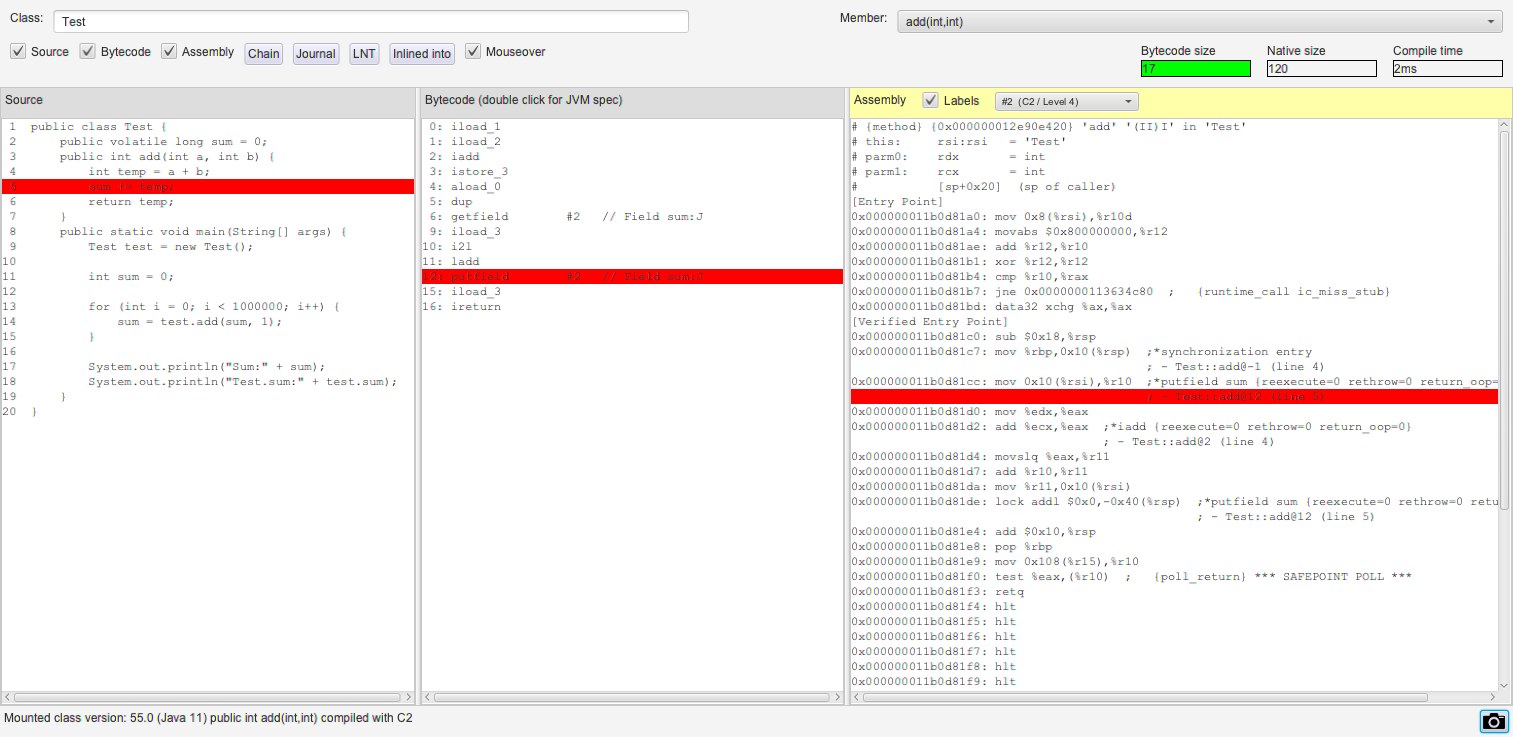 Class: Test Member: add(int,int)
Source Bytecode Assembly Chain Journal LNT Inlined into Mouseover
Bytecode size Native size Compile time
17 120 2ms
Source
1 public class Test {
2 public volatile long sum = 0;
3 public int add(int a, int b) {
4 int temp = a + b;
5 sum += temp;
6 return temp;
7 }
8 public static void main(String[] args) {
9 Test test = new Test();
10
11 int sum = 0;
12
13 for (int i = 0; i < 1000000; i++) {
14 sum = test.add(sum, 1);
15 }
16
17 System.out.println("Sum:" + sum);
18 System.out.println("Test.sum:" + test.sum);
19 }
20 }
Bytecode (double click for JVM spec)
0: iload_1
1: iload_2
2: iadd
3: istore_3
4: aload_0
5: dup
6: getfield #2 // Field sum:J
9: iload_3
10: i2l
11: ladd
12: putfield #2 // Field sum:J
15: iload_3
16: ireturn
Assembly Labels #2 (C2 / Level 4)
# {method} {0x000000012e90e420} 'add' '(II)I' in 'Test'
# this: rsi:rsi = 'Test'
# parm0: rdx = int
# parm1: rcx = int
# [sp+0x20] (sp of caller)
[Entry Point]
0x000000011b0d81a0: mov 0x8(%rsi),%r10d
0x000000011b0d81a4: movabs $0x800000000,%r12
0x000000011b0d81ae: add %r12,%r10
0x000000011b0d81b1: xor %r12,%r12
0x000000011b0d81b4: cmp %r10,%rax
0x000000011b0d81b7: jne 0x0000000113634c80 ; {runtime_call ic_miss_stub}
0x000000011b0d81bd: data32 xchg %ax,%ax
[Verified Entry Point]
0x000000011b0d81c0: sub $0x18,%rsp
0x000000011b0d81c7: mov %rbp,0x10(%rsp) ;*synchronization entry
; - Test::add@-1 (line 4)
0x000000011b0d81cc: mov 0x10(%rsi),%r10 ;*putfield sum {reexecute=0 rethrow=0 return_oop=
; - Test::add@12 (line 5)
0x000000011b0d81d0: mov %edx,%eax
0x000000011b0d81d2: add %ecx,%eax ;*iadd {reexecute=0 rethrow=0 return_oop=0}
; - Test::add@2 (line 4)
0x000000011b0d81d4: movslq %eax,%r11
0x000000011b0d81d7: add %r10,%r11
0x000000011b0d81da: mov %r11,0x10(%rsi)
0x000000011b0d81de: lock addl $0x0,-0x40(%rsp) ;*putfield sum {reexecute=0 rethrow=0 retu
; - Test::add@12 (line 5)
0x000000011b0d81e4: add $0x10,%rsp
0x000000011b0d81e8: pop %rbp
0x000000011b0d81e9: mov 0x108(%r15),%r10
0x000000011b0d81f0: test %eax,(%r10) ; {poll_return} *** SAFEPOINT POLL ***
0x000000011b0d81f3: retq
0x000000011b0d81f4: hlt
0x000000011b0d81f5: hlt
0x000000011b0d81f6: hlt
0x000000011b0d81f7: hlt
0x000000011b0d81f8: hlt
0x000000011b0d81f9: hlt
Mounted class version: 55.0 (Java 11) public int add(int,int) compiled with C2